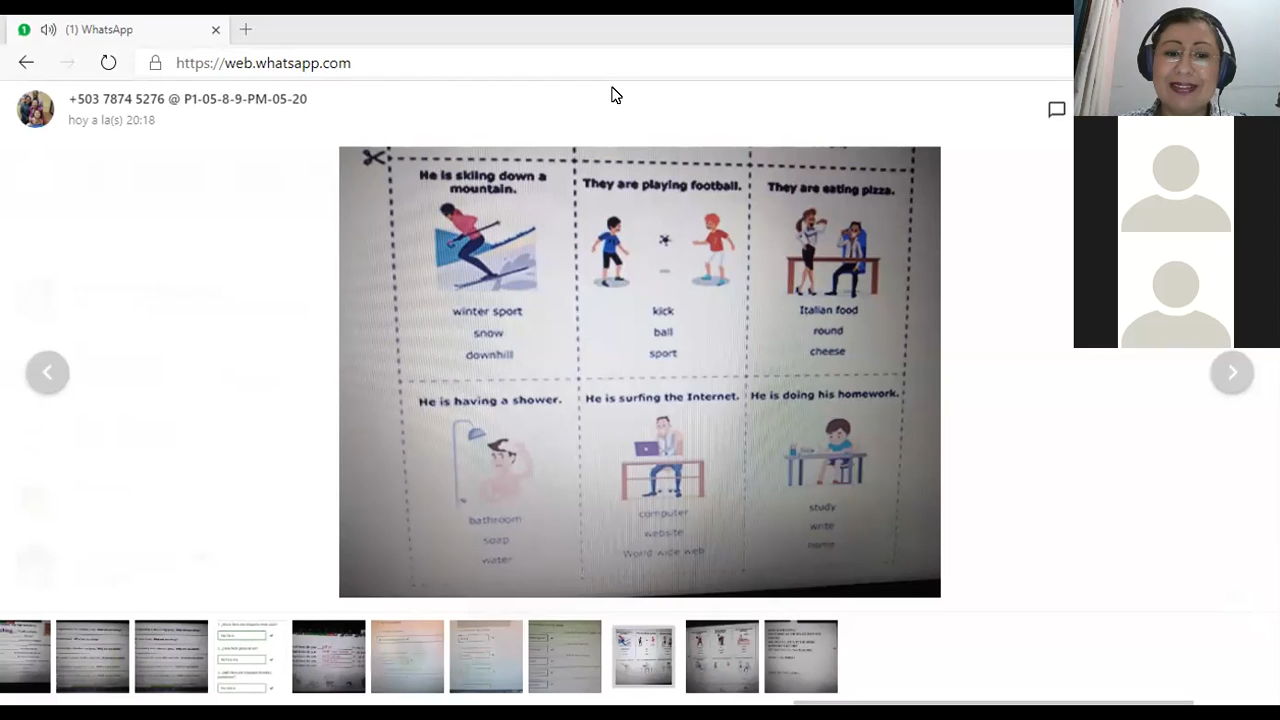 (1) WhatsApp
https://web.whatsapp.com
+503 7874 5276 @ P1-05-8-9-PM-05-20
hoy a la(s) 20:18
He is skiing down a
mountain.
winter sport
snow
downhill
They are playing football.
kick
ball
sport
They are eating pizza.
Italian food
round
cheese
He is having a shower.
bathroom
soap
water
He is surfing the Internet.
computer
website
World wide web
He is doing his homework.
study
write
home